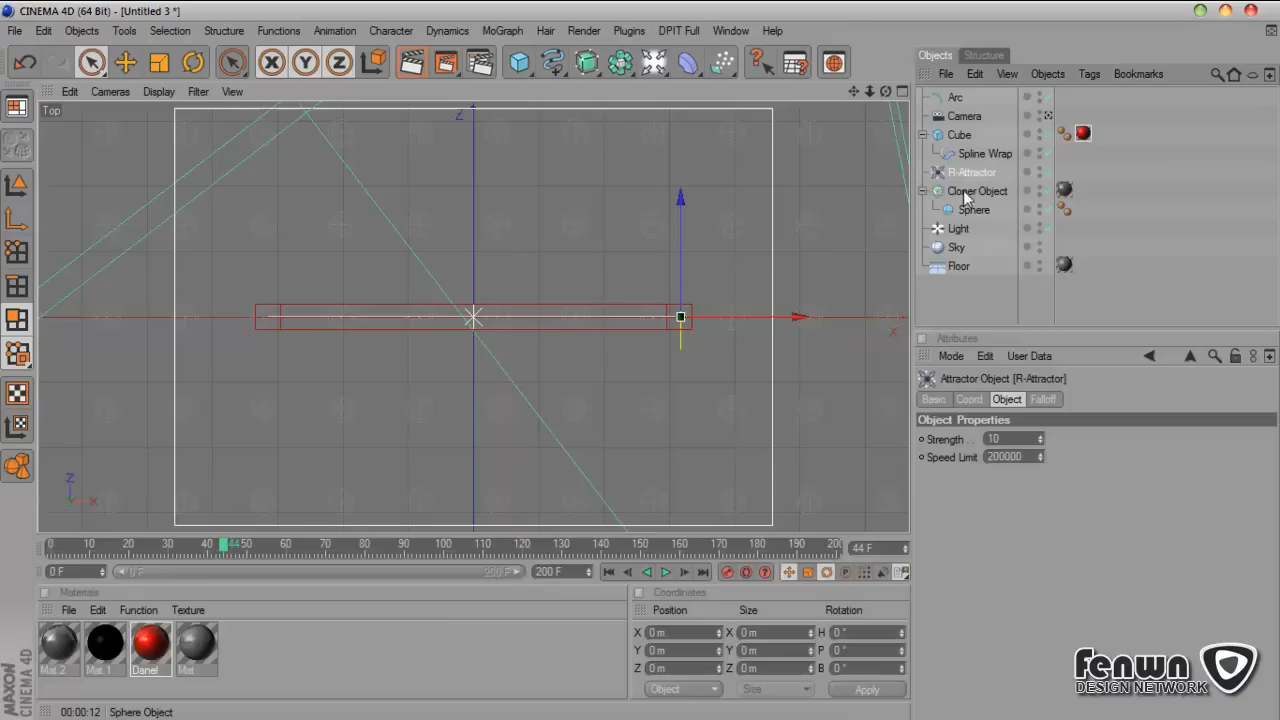 CINEMA 4D (64 Bit) - [Untitled 3 *]
File Edit Objects Tools Selection Structure Functions Animation Character Dynamics MoGraph Hair Render Plugins DPIT Full Window Help
Objects Structure
File Edit View Objects Tags Bookmarks
Edit Cameras Display Filter View
Top
Z
X
Z
X
Arc
Camera
Cube
Spline Wrap
R-Attractor
Cloner Object
Sphere
Light
Sky
Floor
Attributes
Mode Edit User Data
Attractor Object [R-Attractor]
Basic Coord Object Falloff
Object Properties
Strength . . 10
Speed Limit 200000
0 10 20 30 40 44 50 60 70 80 90 100 110 120 130 140 150 160 170 180 190 20 44 F
0 F 0 F 200 F 200 F
Materials
File Edit Function Texture
Mat.2 Mat.1 Danel Mat
Coordinates
Position Size Rotation
X 0 m X 0 m H 0 °
Y 0 m Y 0 m P 0 °
Z 0 m Z 0 m B 0 °
Object Size Apply
MAXON CINEMA 4D
00:00:12 Sphere Object
fenwn
DESIGN NETWORK